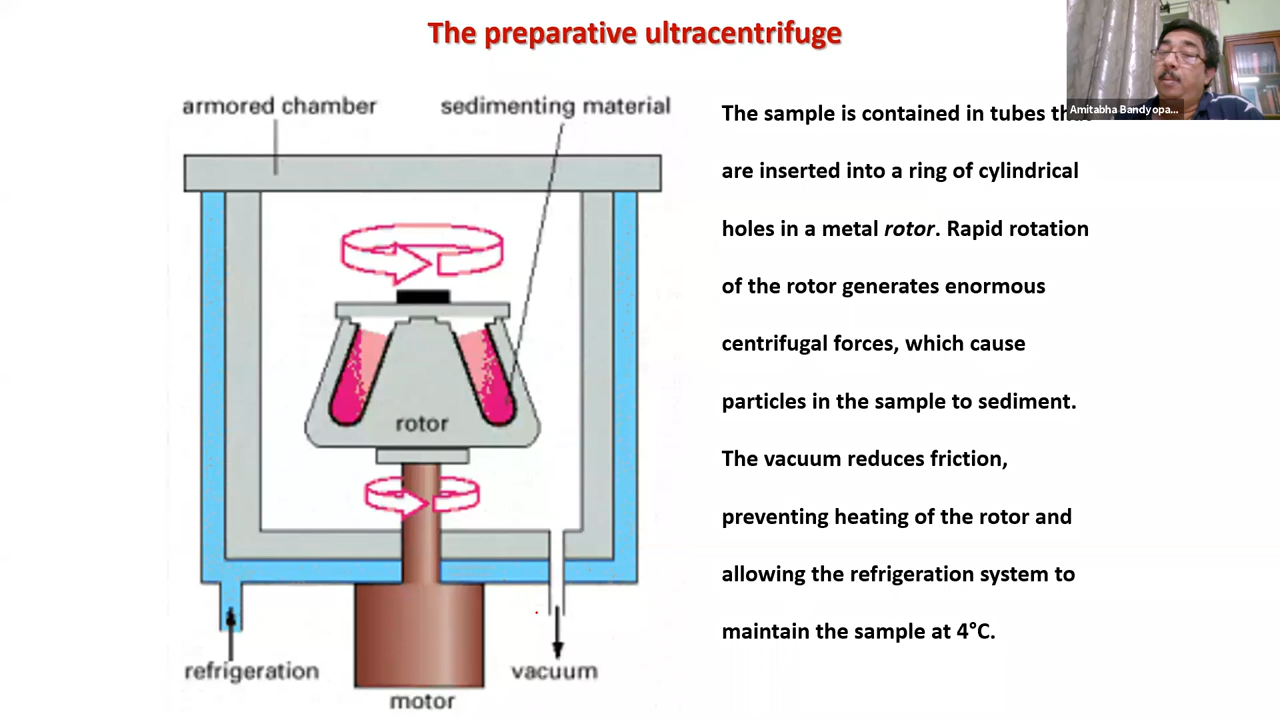 The preparative ultracentrifuge
Amitabha Bandyopa...
armored chamber
sedimenting material
rotor
refrigeration
vacuum
motor
The sample is contained in tubes
are inserted into a ring of cylindrical
holes in a metal rotor. Rapid rotation
of the rotor generates enormous
centrifugal forces, which cause
particles in the sample to sediment.
The vacuum reduces friction,
preventing heating of the rotor and
allowing the refrigeration system to
maintain the sample at 4°C.